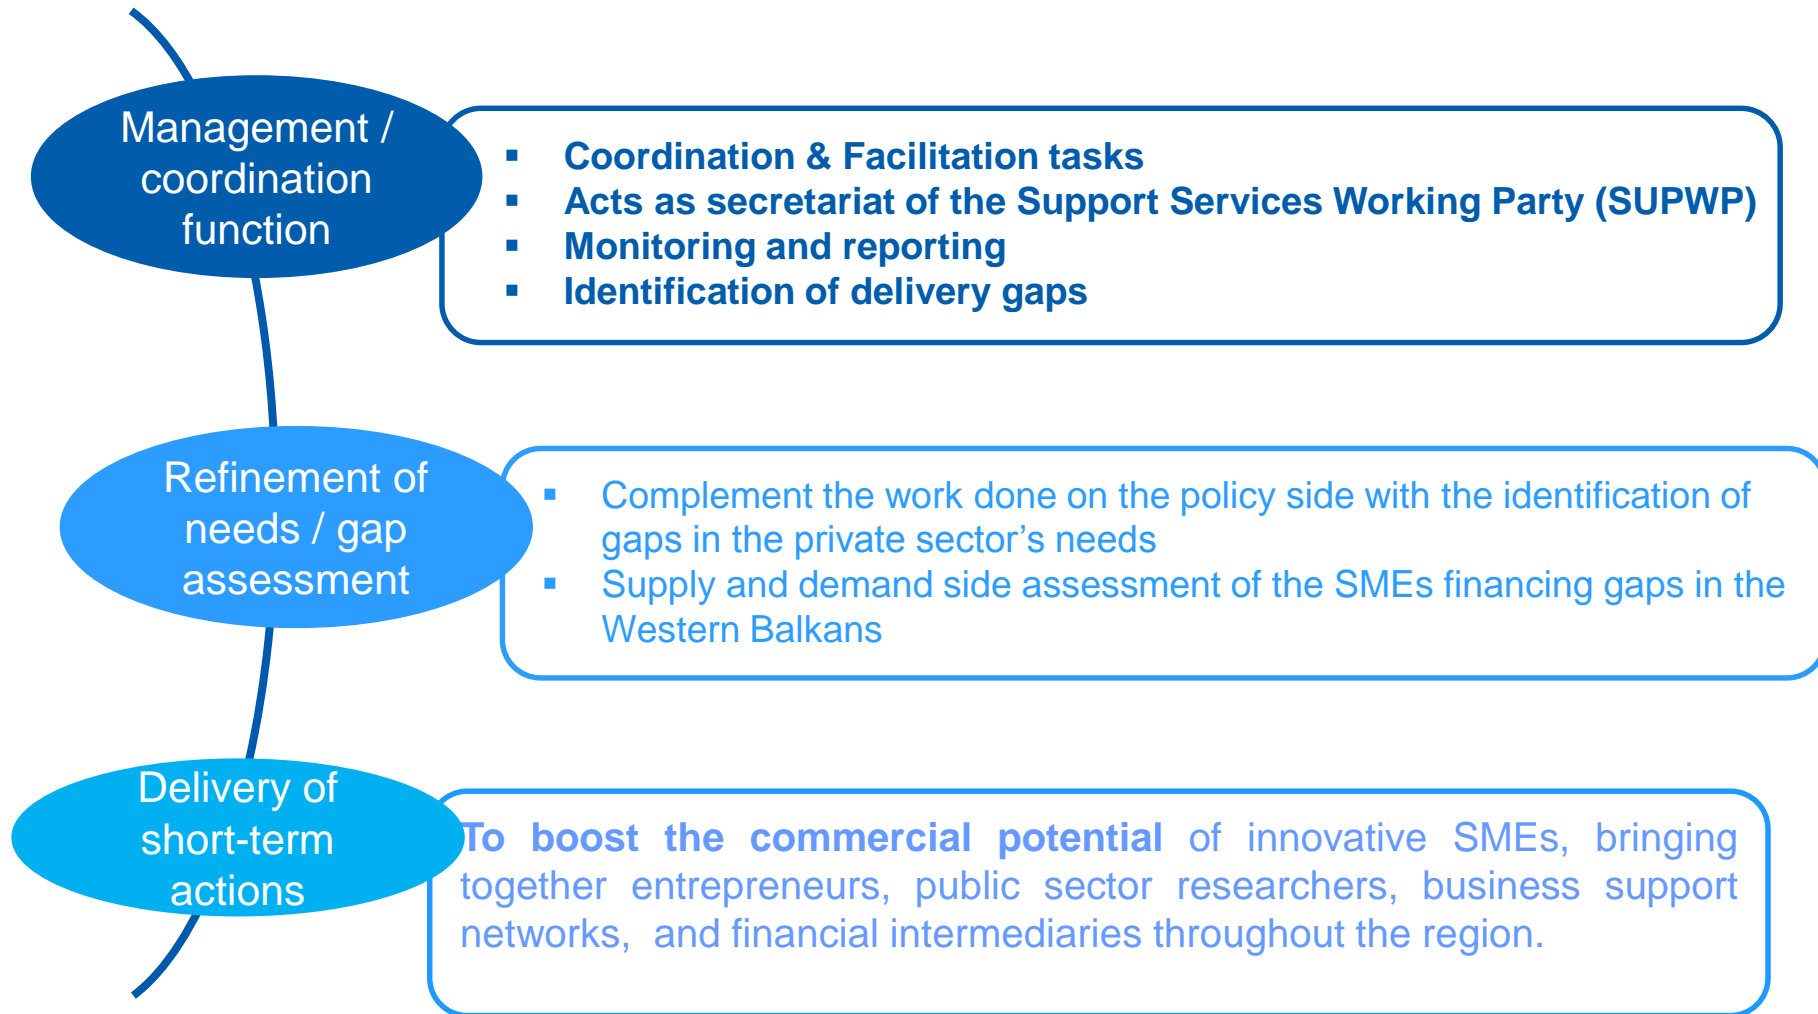 Management /
coordination
function
▪ Coordination & Facilitation tasks
▪ Acts as secretariat of the Support Services Working Party (SUPWP)
▪ Monitoring and reporting
▪ Identification of delivery gaps
Refinement of
needs / gap
assessment
▪ Complement the work done on the policy side with the identification of
gaps in the private sector’s needs
▪ Supply and demand side assessment of the SMEs financing gaps in the
Western Balkans
Delivery of
short-term
actions
To boost the commercial potential of innovative SMEs, bringing
together entrepreneurs, public sector researchers, business support
networks, and financial intermediaries throughout the region.